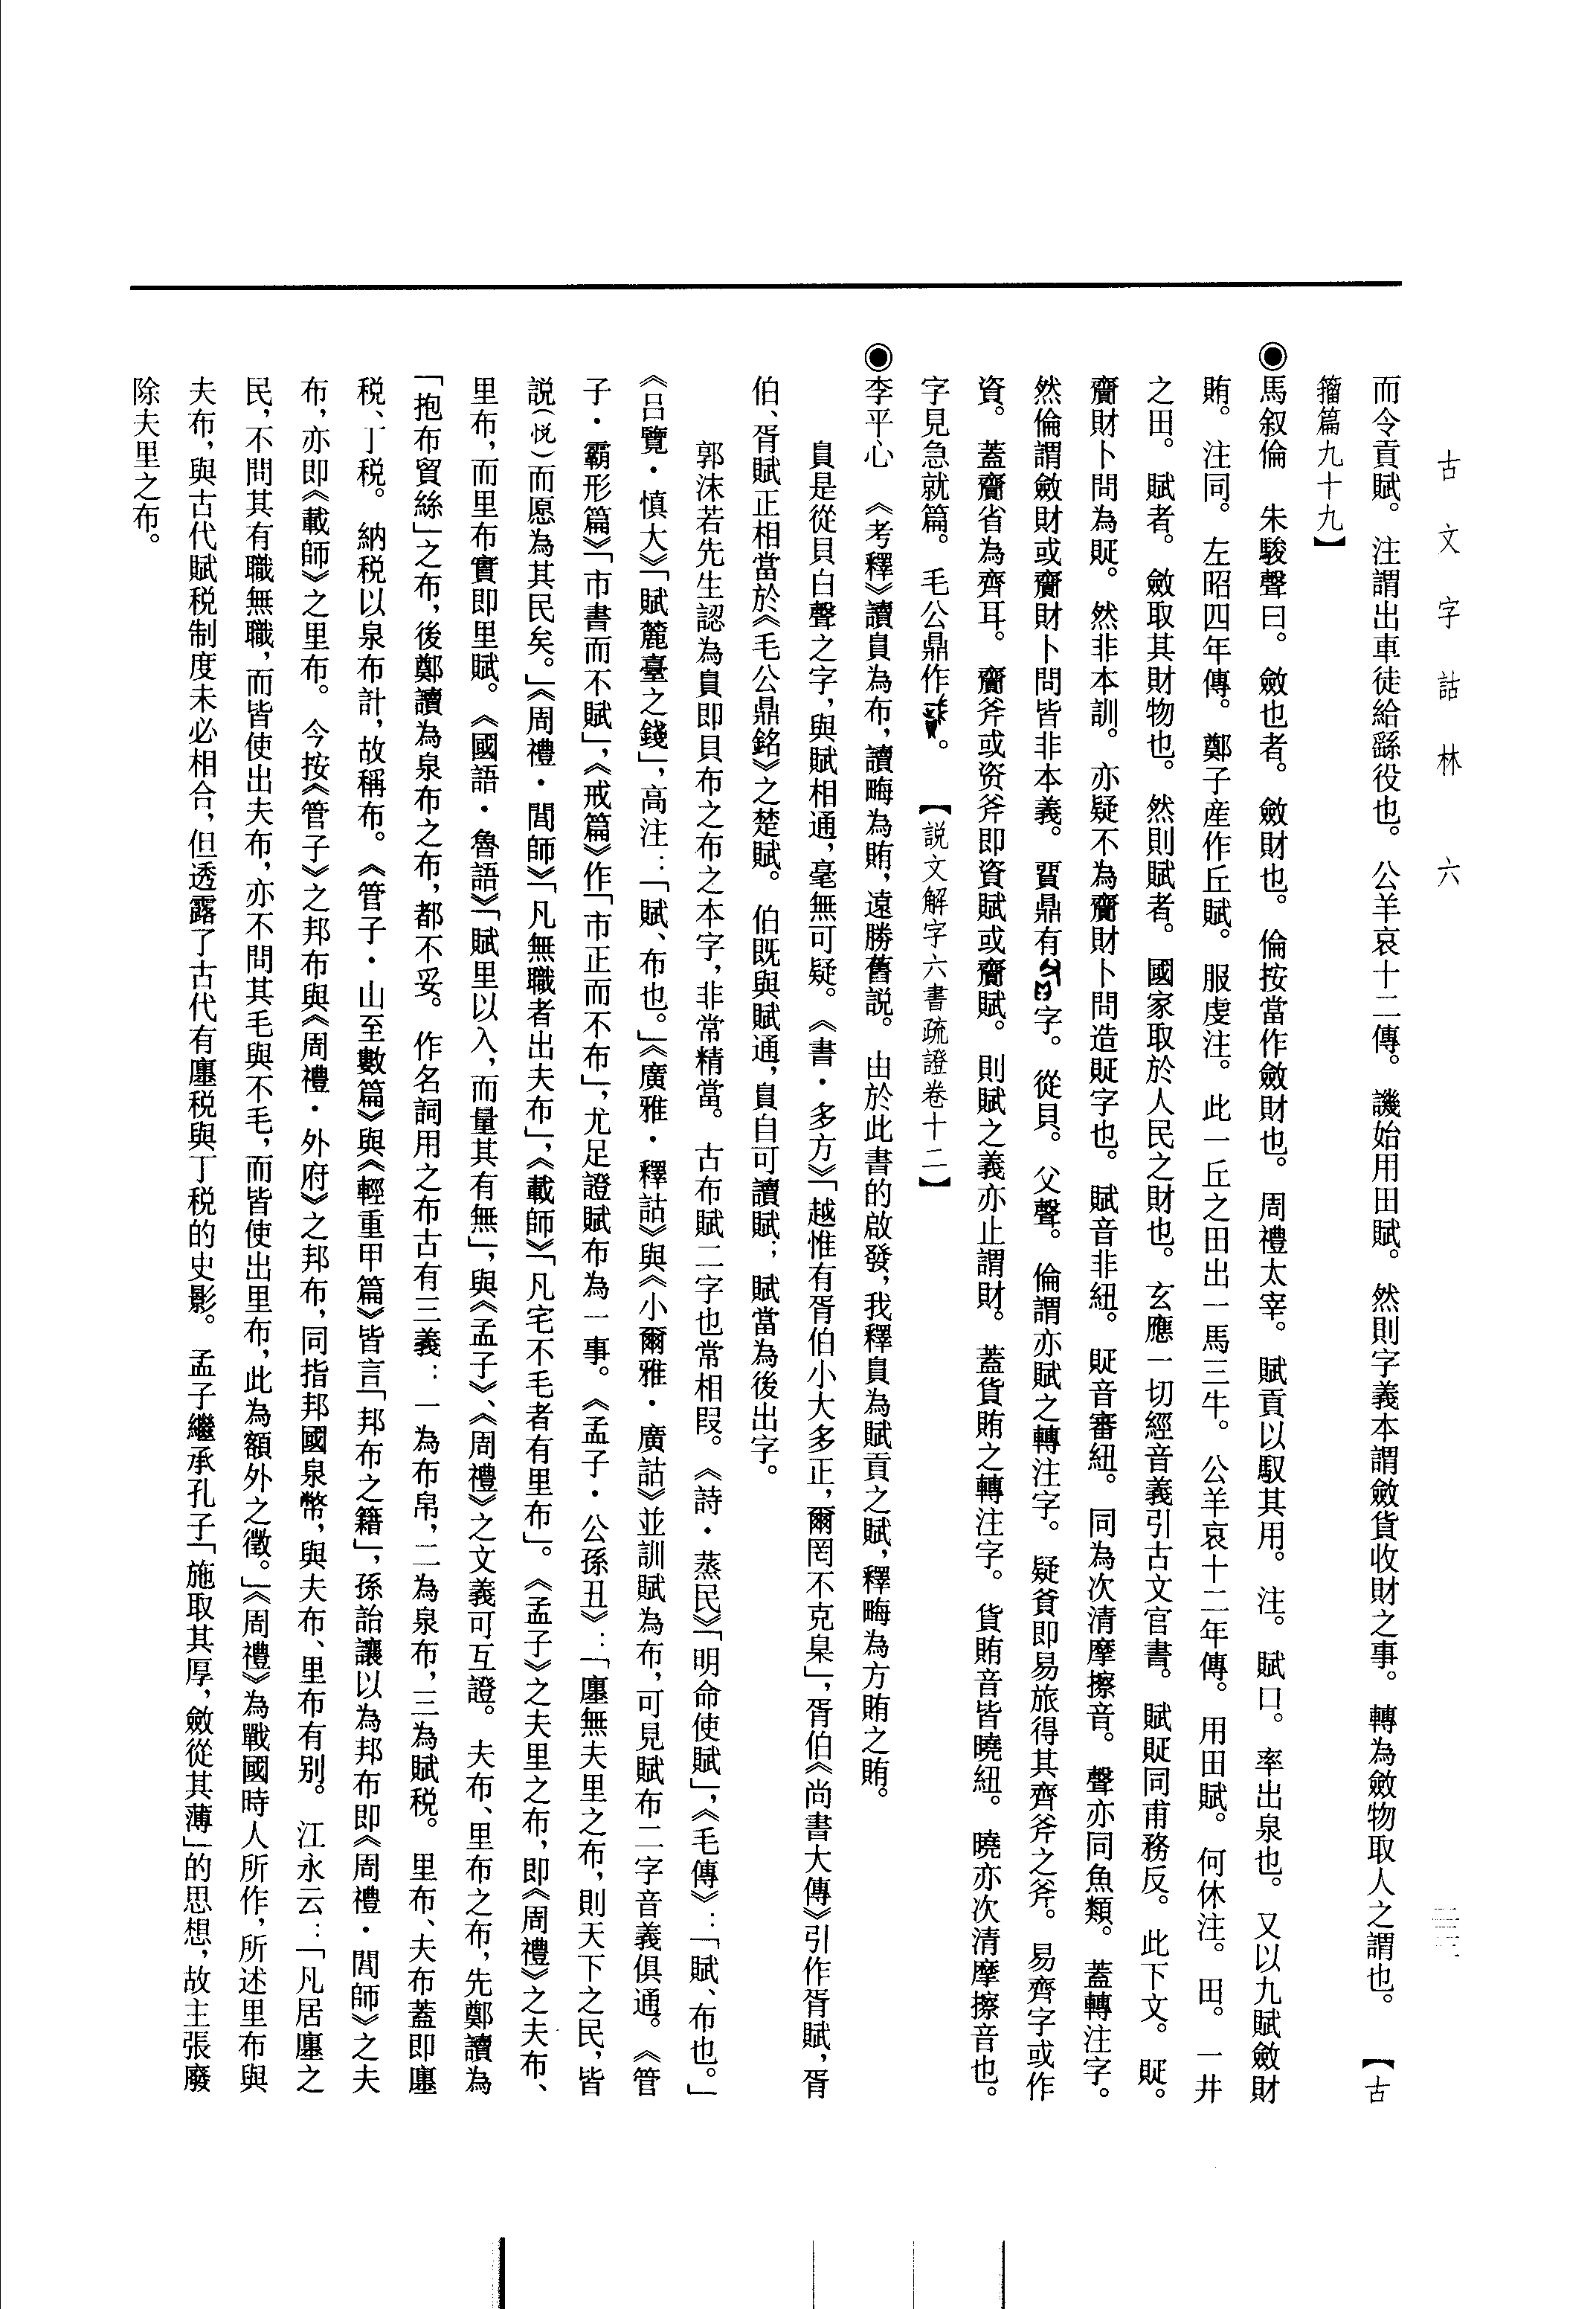 古文字詁林　六
而令貢賦。注謂出車徒給繇役也。公羊哀十二傳。譏始用田賦。然則字義本謂斂貨收財之事。轉為斂物取人之謂也。【古
籀篇九十九】
◉馬叙倫　朱駿聲曰。斂也者。斂財也。倫按當作斂財也。周禮太宰。賦貢以馭其用。注。賦口。率出泉也。又以九賦斂財
賄。注同。左昭四年傳。鄭子産作丘賦。服虔注。此一丘之田出一馬三牛。公羊哀十二年傳。用田賦。何休注。田。一井
之田。賦者。斂取其財物也。然則賦者。國家取於人民之財也。玄應一切經音義引古文官書。賦賍同甫務反。此下文。賍。
齎財卜問為賍。然非本訓。亦疑不為齎財卜問造賍字也。賦音非紐。賍音審紐。同為次清摩擦音。聲亦同魚類。蓋轉注字。
然倫謂斂財或齎財卜問皆非本義。𧵍鼎有字。從貝。父聲。倫謂亦賦之轉注字。疑𧵍即易旅得其齊斧之斧。易齊字或作
資。蓋齎省為齊耳。齎斧或资斧即資賦或齎賦。則賦之義亦止謂財。蓋貨賄之轉注字。貨賄音皆曉紐。曉亦次清摩擦音也。
字見急就篇。毛公鼎作。【説文解字六書疏證卷十二】
◉李平心　《考釋》讀𧴦為布，讀晦為賄，遠勝舊説。由於此書的啟發，我釋𧴦為賦貢之賦，釋晦為方賄之賄。
𧴦是從貝白聲之字，與賦相通，毫無可疑。《書·多方》「越惟有胥伯小大多正，爾罔不克臬」，胥伯《尚書大傳》引作胥賦，胥
伯、胥賦正相當於《毛公鼎銘》之楚賦。伯既與賦通，𧴦自可讀賦；賦當為後出字。
郭沫若先生認為𧴦即貝布之布之本字，非常精當。古布賦二字也常相叚。《詩·蒸民》「明命使賦」，《毛傳》：「賦、布也。」
《吕覽·慎大》「賦麓臺之錢」，高注：「賦、布也。」《廣雅·釋詁》與《小爾雅·廣詁》並訓賦為布，可見賦布二字音義俱通。《管
子·霸形篇》「市書而不賦」，《戒篇》作「市正而不布」，尤足證賦布為一事。《孟子·公孫丑》：「廛無夫里之布，則天下之民，皆
説（悦）而愿為其民矣。」《周禮·閭師》「凡無職者出夫布」，《載師》「凡宅不毛者有里布」。《孟子》之夫里之布，即《周禮》之夫布、
里布，而里布實即里賦。《國語·魯語》「賦里以入，而量其有無」，與《孟子》、《周禮》之文義可互證。夫布、里布之布，先鄭讀為
「抱布貿絲」之布，後鄭讀為泉布之布，都不妥。作名詞用之布古有三義：一為布帛，二為泉布，三為賦税。里布、夫布蓋即廛
税、丁税。納税以泉布計，故稱布。《管子·山至數篇》與《輕重甲篇》皆言「邦布之籍」，孫詒讓以為邦布即《周禮·閭師》之夫
布，亦即《載師》之里布。今按《管子》之邦布與《周禮·外府》之邦布，同指邦國泉幣，與夫布、里布有别。江永云：「凡居廛之
民，不問其有職無職，而皆使出夫布，亦不問其毛與不毛，而皆使出里布，此為額外之徵。」《周禮》為戰國時人所作，所述里布與
夫布，與古代賦税制度未必相合，但透露了古代有廛税與丁税的史影。孟子繼承孔子「施取其厚，斂從其薄」的思想，故主張廢
除夫里之布。